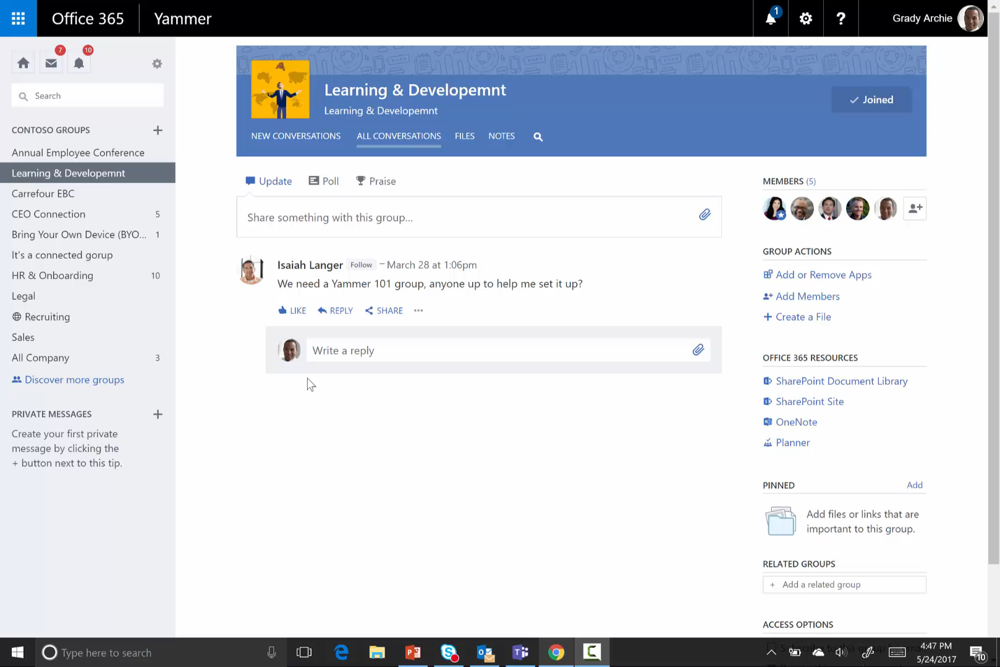 Office 365
Yammer
1
Grady Archie
7
10
Search
CONTOSO GROUPS
Annual Employee Conference
Learning & Developemnt
Carrefour EBC
CEO Connection 5
Bring Your Own Device (BYO... 1
It's a connected gorup
HR & Onboarding 10
Legal
Recruiting
Sales
All Company 3
Discover more groups
PRIVATE MESSAGES
Create your first private
message by clicking the
+ button next to this tip.
Learning & Developemnt
Learning & Developemnt
Joined
NEW CONVERSATIONS ALL CONVERSATIONS FILES NOTES
Update Poll Praise
Share something with this group...
Isaiah Langer Follow – March 28 at 1:06pm
We need a Yammer 101 group, anyone up to help me set it up?
LIKE REPLY SHARE •••
Write a reply
MEMBERS (5)
GROUP ACTIONS
Add or Remove Apps
Add Members
+ Create a File
OFFICE 365 RESOURCES
SharePoint Document Library
SharePoint Site
OneNote
Planner
PINNED Add
Add files or links that are
important to this group.
RELATED GROUPS
+ Add a related group
ACCESS OPTIONS
Type here to search
4:47 PM
5/24/2017
10